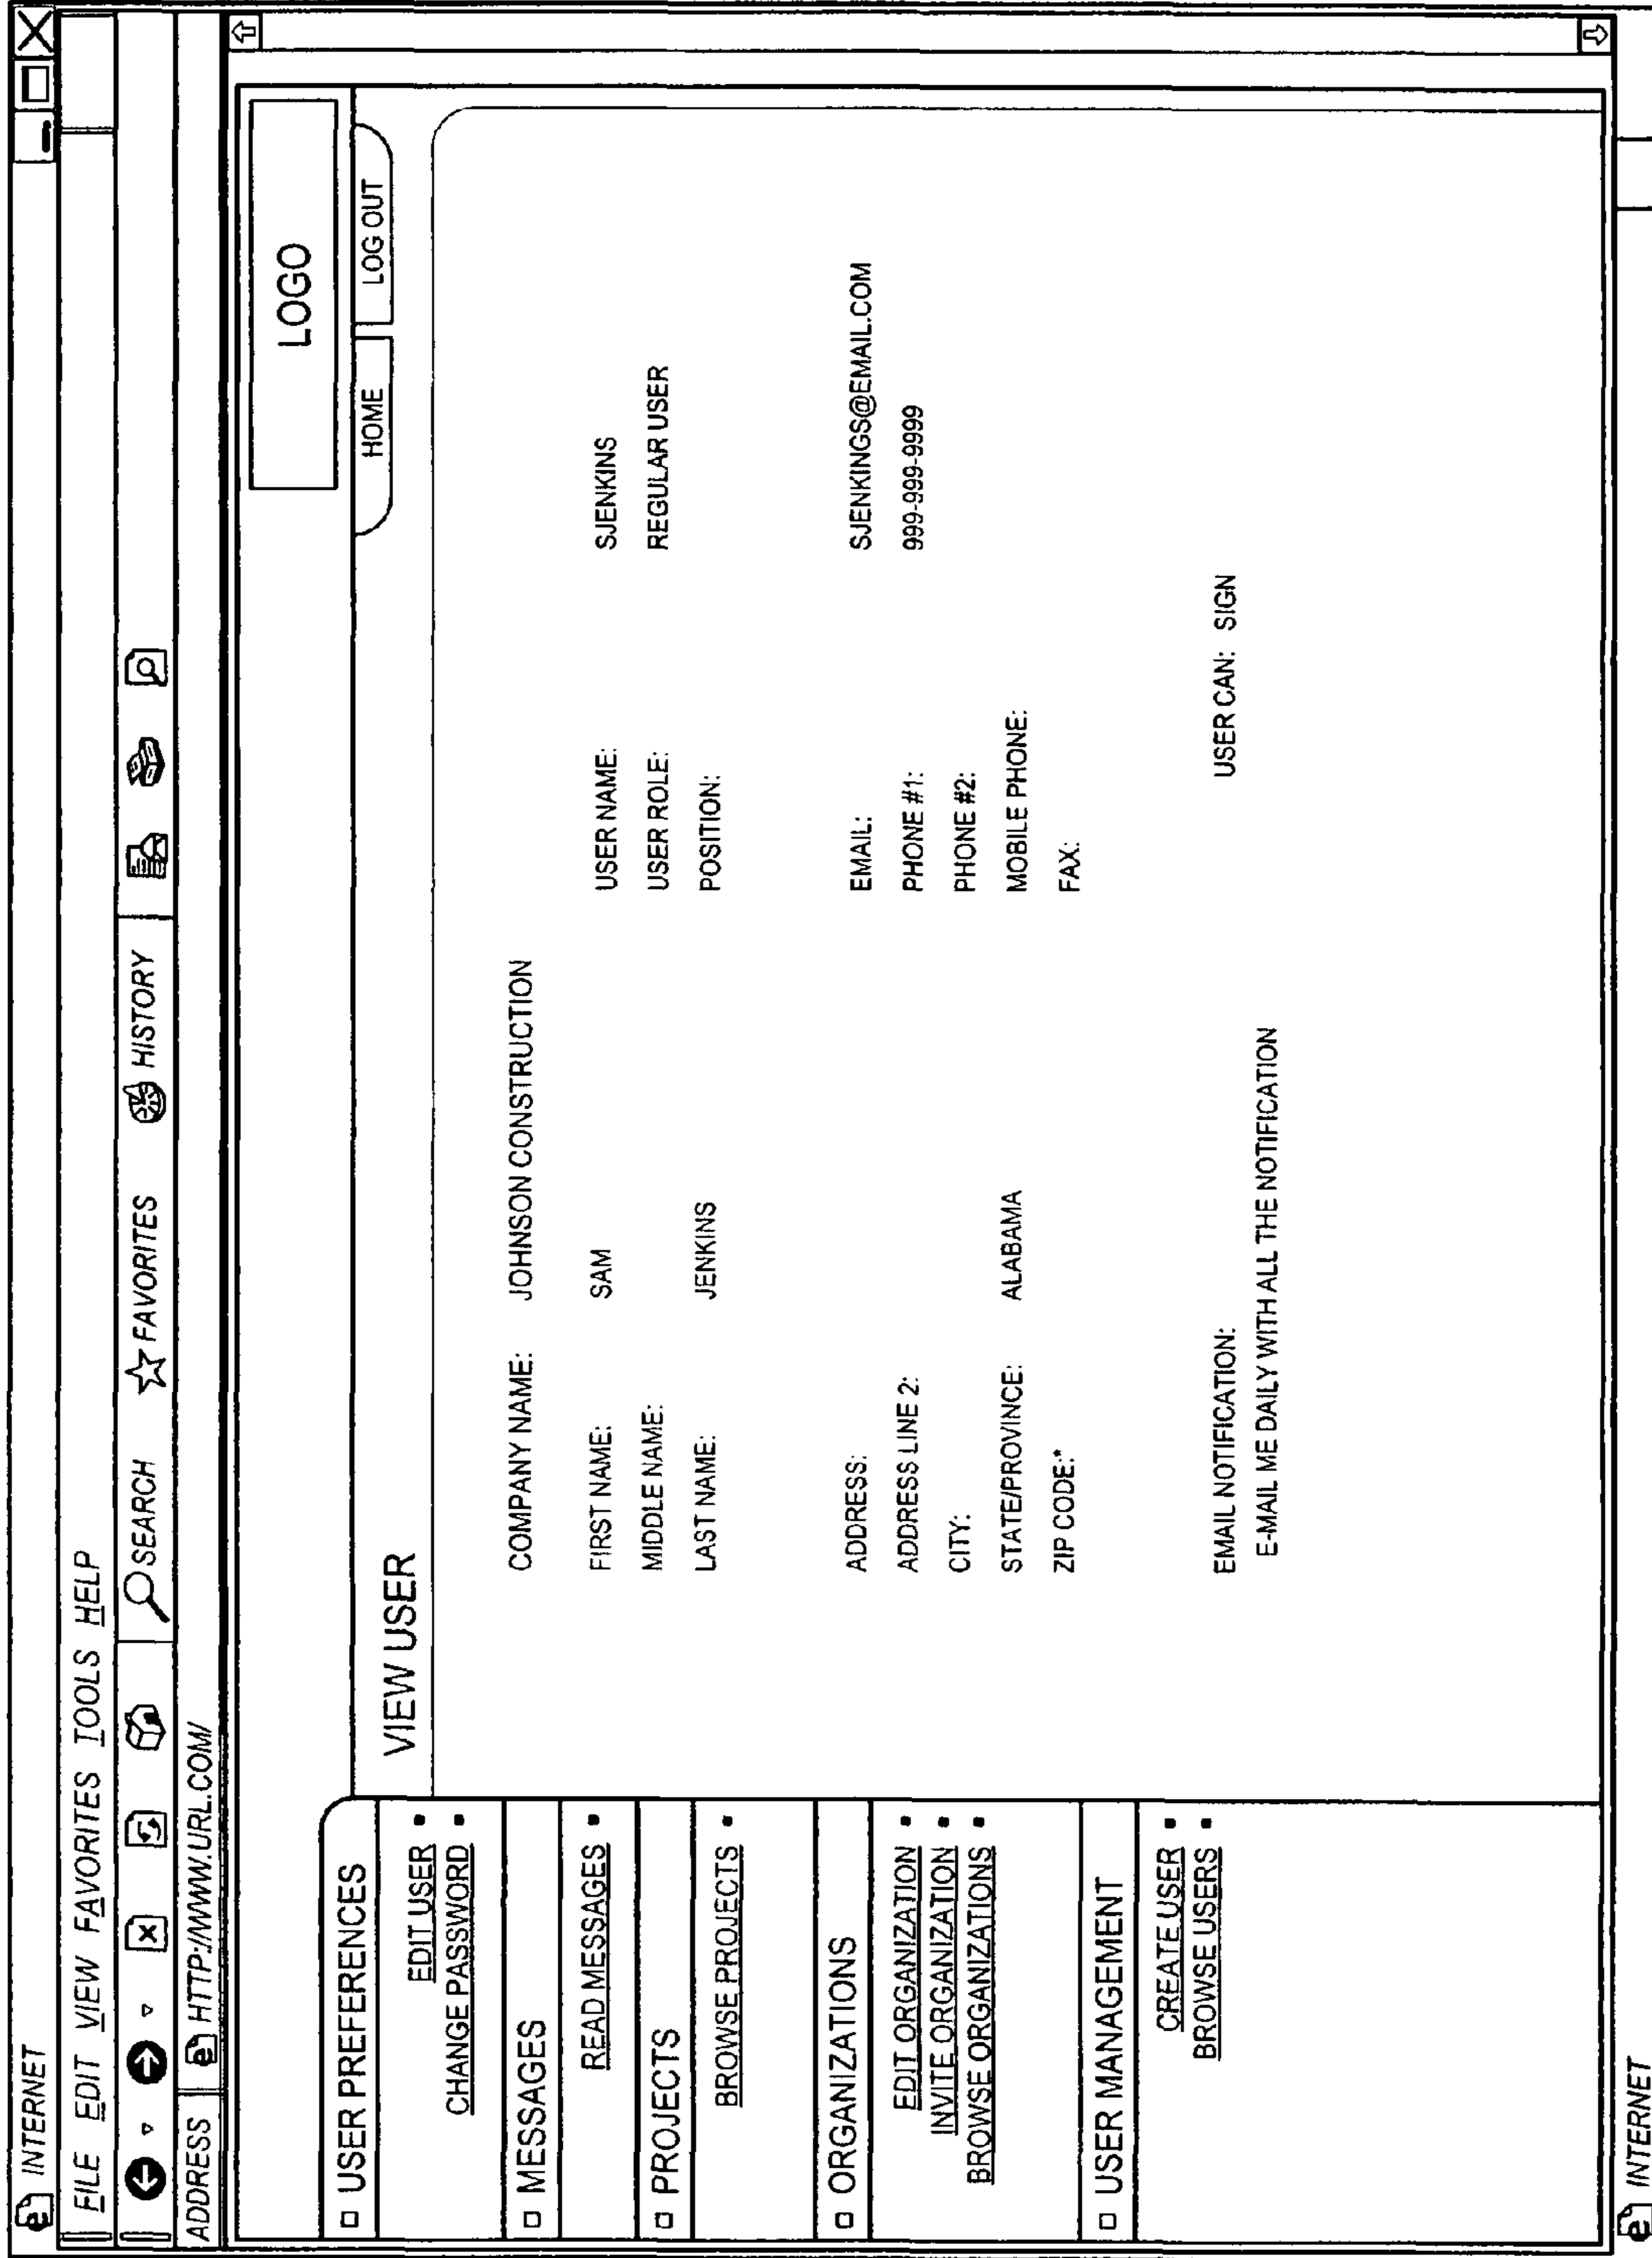 INTERNET
FILE EDIT VIEW FAVORITES TOOLS HELP
SEARCH FAVORITES HISTORY
ADDRESS HTTP://WWW.URL.COM/
LOGO
HOME LOG OUT
USER PREFERENCES
EDIT USER
CHANGE PASSWORD
MESSAGES
READ MESSAGES
PROJECTS
BROWSE PROJECTS
ORGANIZATIONS
EDIT ORGANIZATION
INVITE ORGANIZATION
BROWSE ORGANIZATIONS
USER MANAGEMENT
CREATE USER
BROWSE USERS
VIEW USER
COMPANY NAME: JOHNSON CONSTRUCTION
FIRST NAME: SAM USER NAME: SJENKINS
MIDDLE NAME: USER ROLE: REGULAR USER
LAST NAME: JENKINS POSITION:
ADDRESS: EMAIL: SJENKINGS@EMAIL.COM
ADDRESS LINE 2: PHONE #1: 999-999-9999
CITY: PHONE #2:
STATE/PROVINCE: ALABAMA MOBILE PHONE:
ZIP CODE:* FAX:
EMAIL NOTIFICATION: USER CAN: SIGN
E-MAIL ME DAILY WITH ALL THE NOTIFICATION
INTERNET